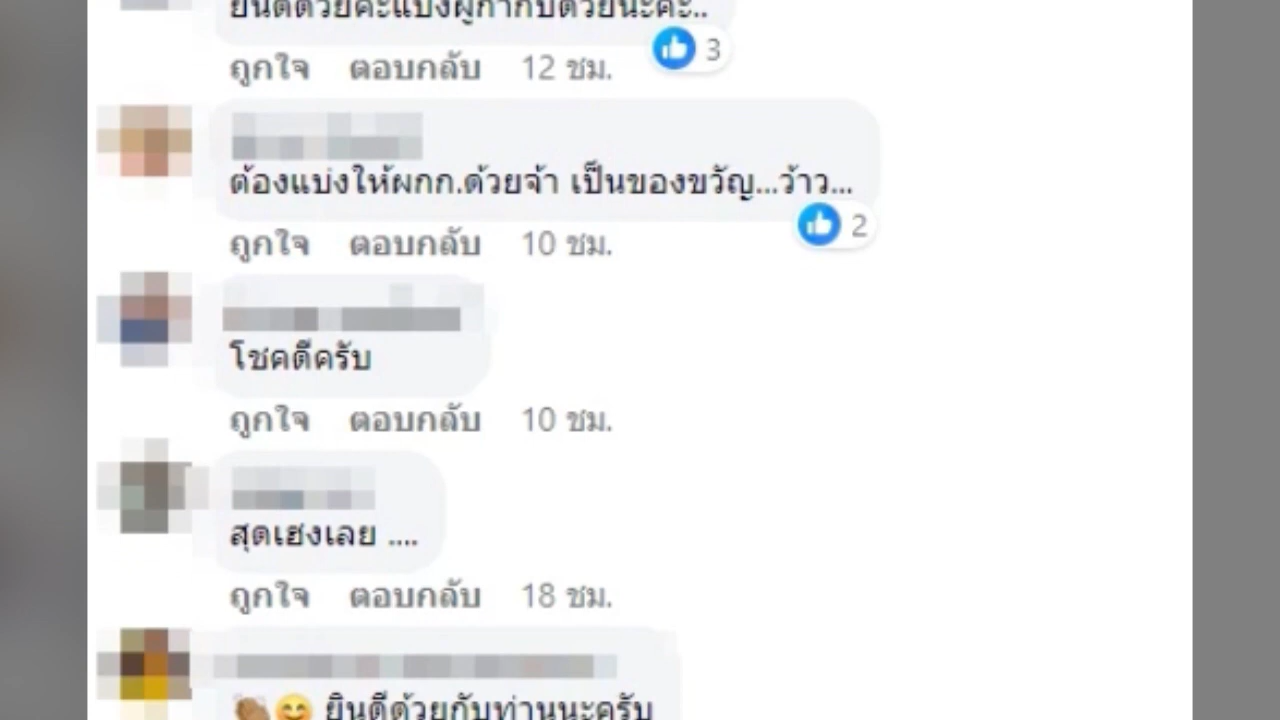 ยินดีด้วยค่ะแบ่งผู้กำกับด้วยนะคะ..
3
ถูกใจ ตอบกลับ 12 ชม.
ต้องแบ่งให้ผกก.ด้วยจ้า เป็นของขวัญ...ว้าว...
2
ถูกใจ ตอบกลับ 10 ชม.
โชคดีครับ
ถูกใจ ตอบกลับ 10 ชม.
สุดเฮงเลย ....
ถูกใจ ตอบกลับ 18 ชม.
👏🏽😊 ยินดีด้วยกับท่านนะครับ